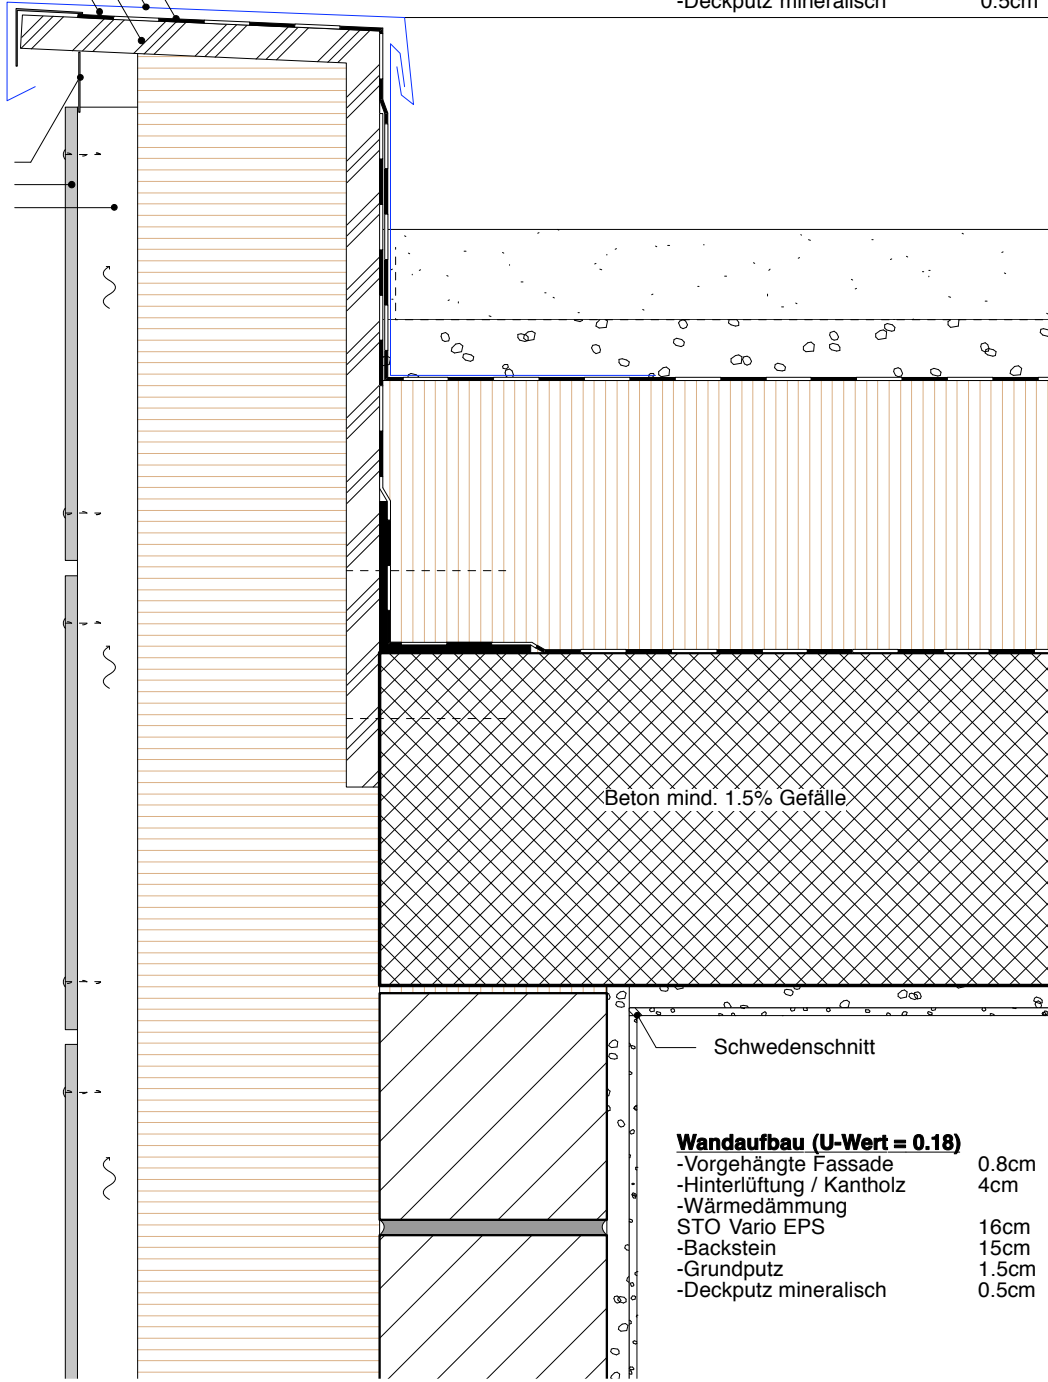 -Deckputz mineralisch 0.5cm
Beton mind. 1.5% Gefälle
Schwedenschnitt
Wandaufbau (U-Wert = 0.18)
-Vorgehängte Fassade 0.8cm
-Hinterlüftung / Kantholz 4cm
-Wärmedämmung
STO Vario EPS 16cm
-Backstein 15cm
-Grundputz 1.5cm
-Deckputz mineralisch 0.5cm